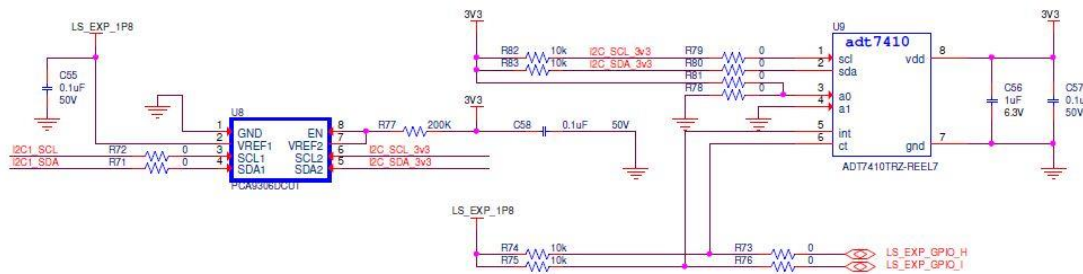 LS_EXP_1P8
C55
0.1uF
50V
U8
1 GND EN 8
2 VREF1 VREF2 7
3 SCL1 SCL2 6
4 SDA1 SDA2 5
PCA9306DCUT
I2C1_SCL R72 0
I2C1_SDA R71 0
R77 200K
I2C_SCL_3v3
I2C_SDA_3v3
3V3
C58 0.1uF 50V
3V3
R82 10k I2C_SCL_3v3 R79 0
R83 10k I2C_SDA_3v3 R80 0
R81 0
R78 0
U9
adt7410
1 scl vdd 8
2 sda
3 a0
4 a1
5 int
6 ct gnd 7
ADT7410TRZ-REEL7
3V3
C56
1uF
6.3V
C57
0.1u
50V
LS_EXP_1P8
R74 10k R73 0 LS_EXP_GPIO_H
R75 10k R76 0 LS_EXP_GPIO_I